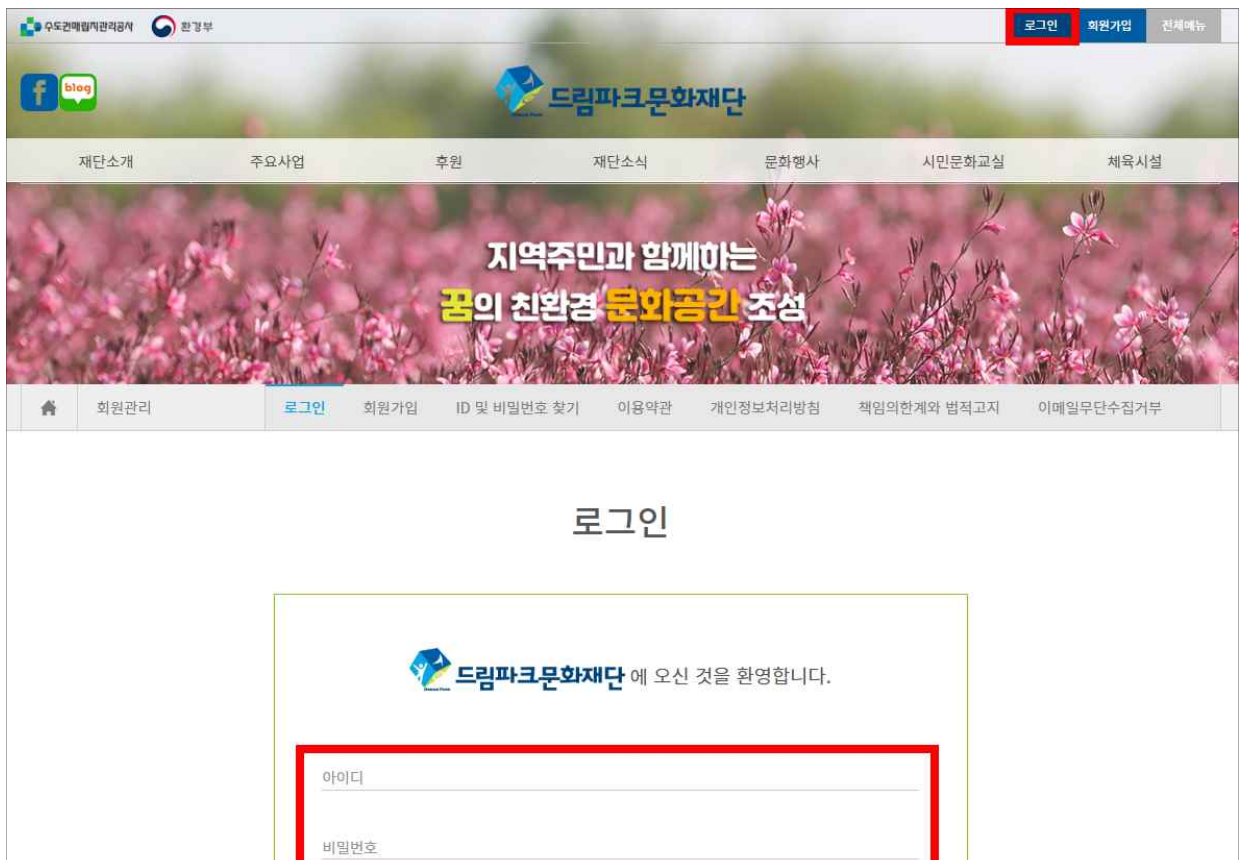 수도권매립지관리공사 환경부 로그인 회원가입 전체메뉴
f blog 드림파크문화재단
재단소개 주요사업 후원 재단소식 문화행사 시민문화교실 체육시설
지역주민과 함께하는
꿈의 친환경 문화공간 조성
회원관리 로그인 회원가입 ID 및 비밀번호 찾기 이용약관 개인정보처리방침 책임의한계와 법적고지 이메일무단수집거부
로그인
드림파크문화재단 에 오신 것을 환영합니다.
아이디
비밀번호